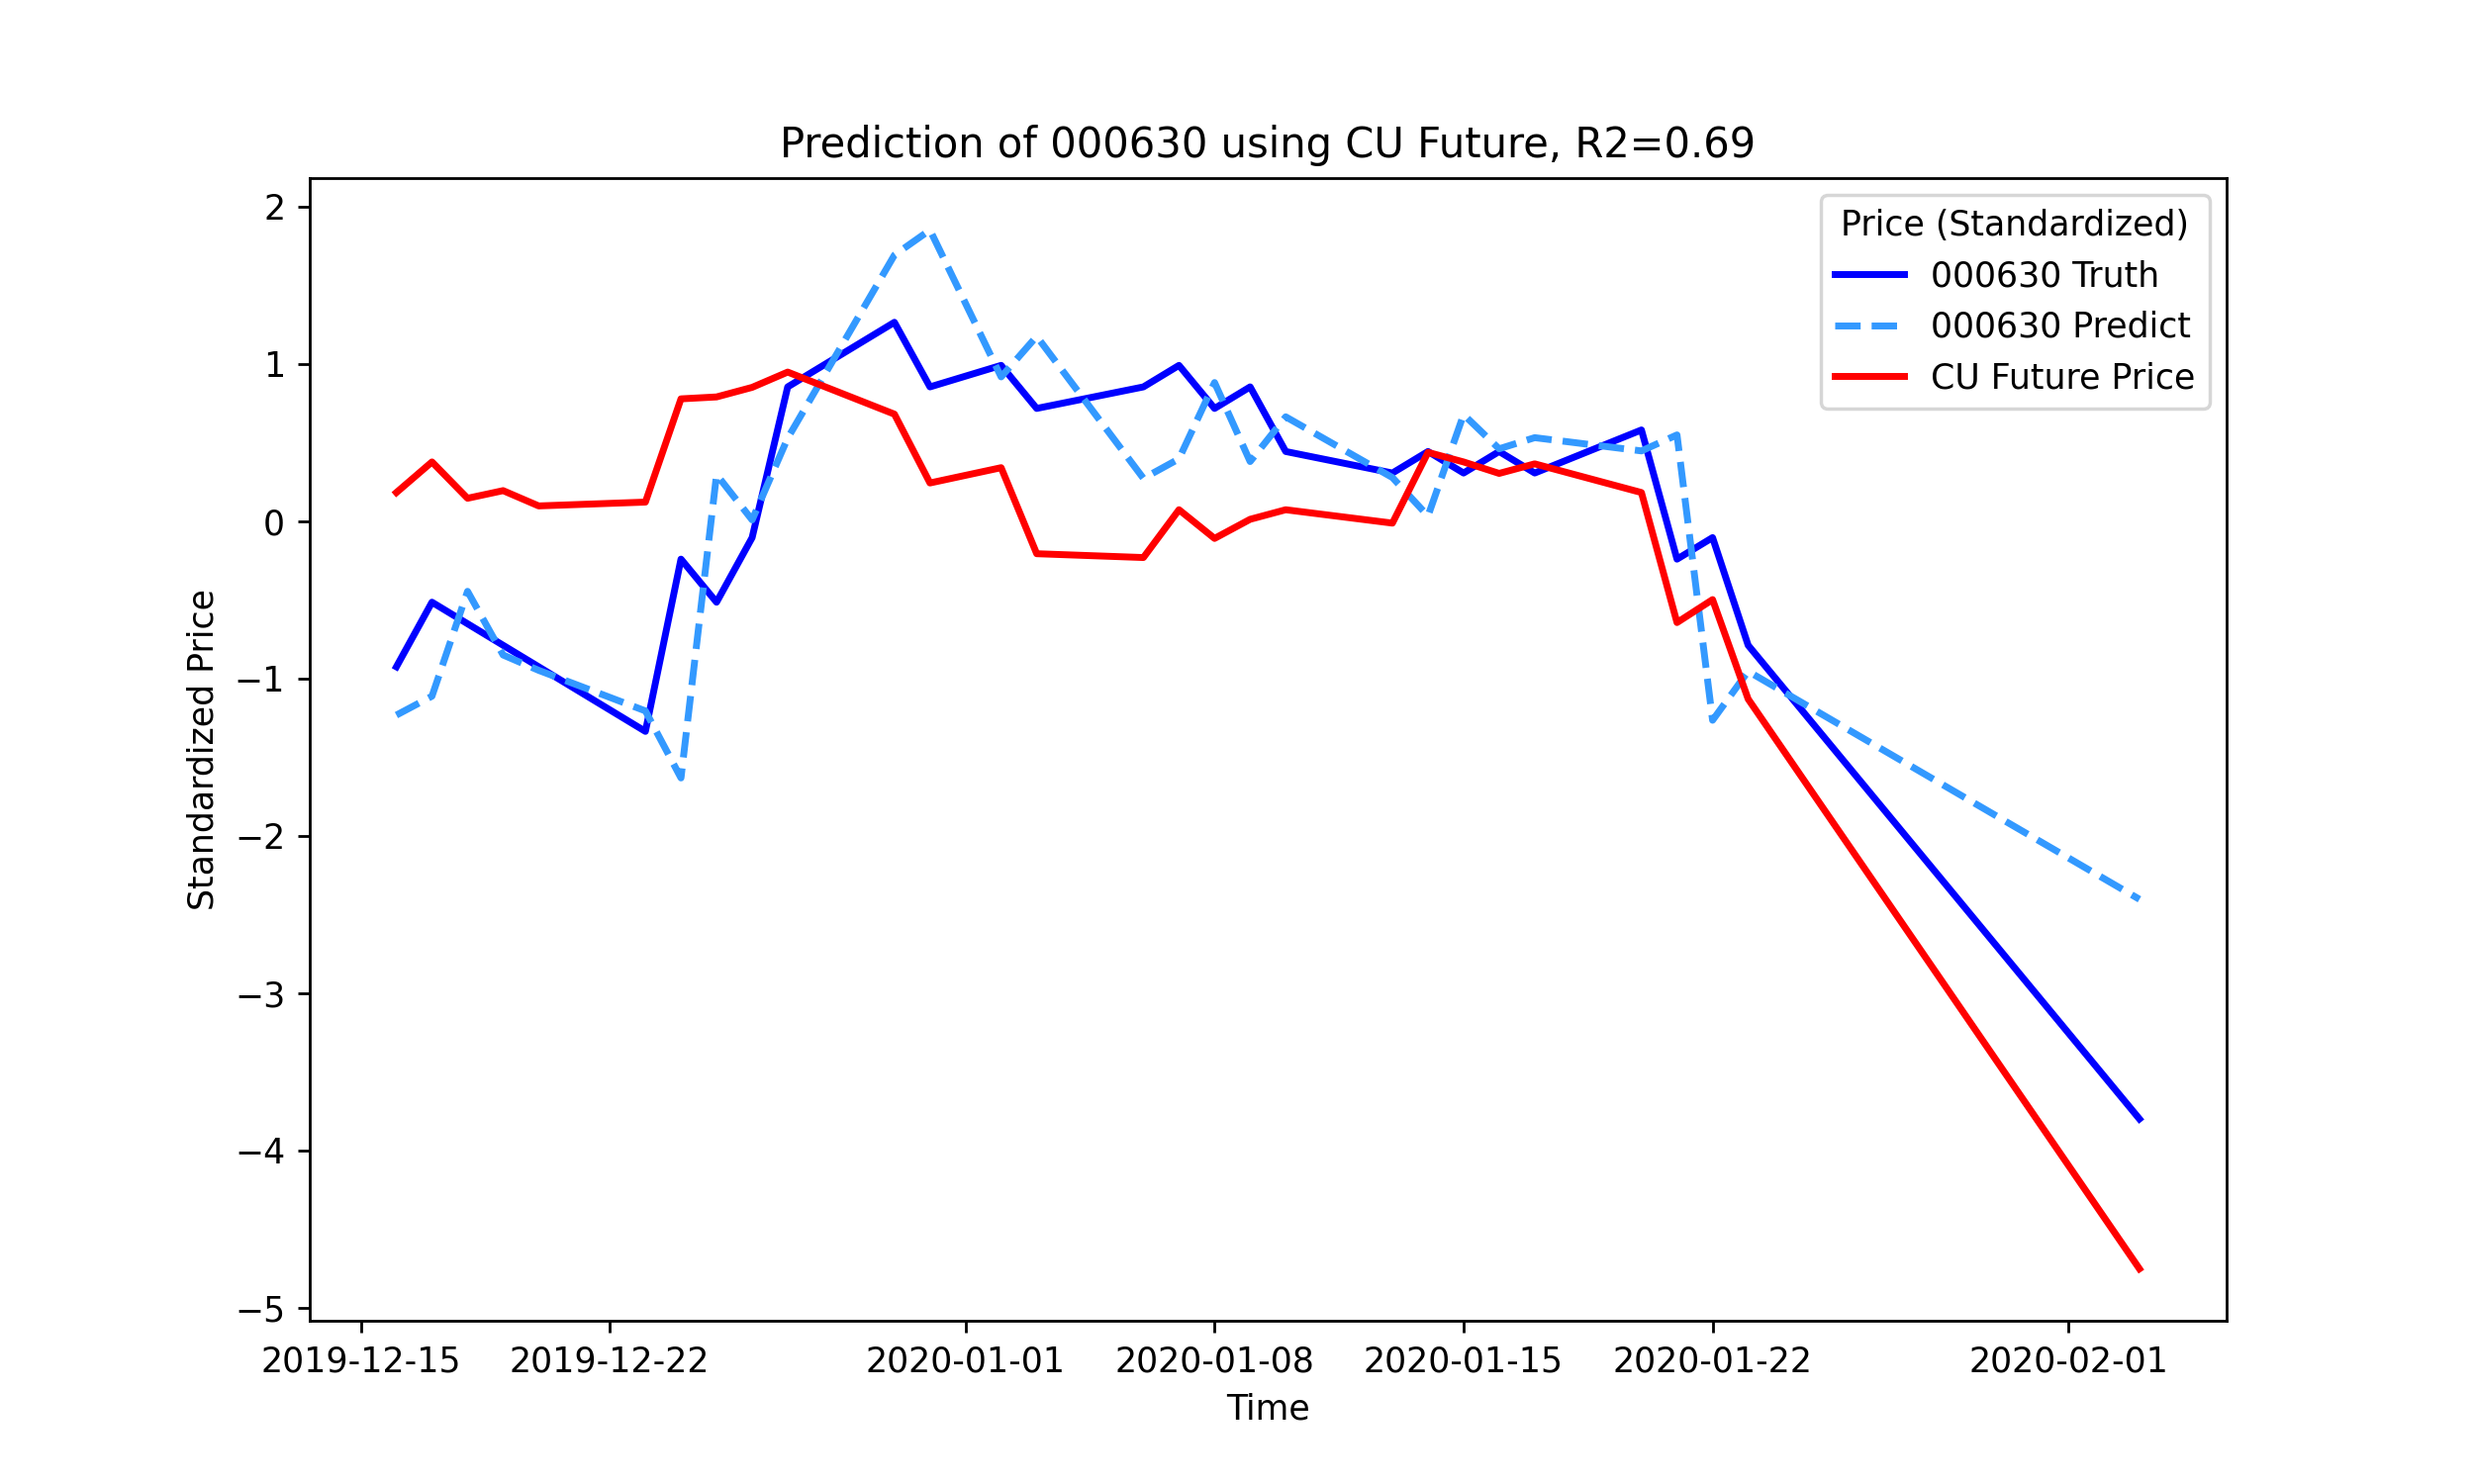 Prediction of 000630 using CU Future, R2=0.69
Price (Standardized)
000630 Truth
000630 Predict
CU Future Price
Standardized Price
2
1
0
−1
−2
−3
−4
−5
2019-12-15
2019-12-22
2020-01-01
2020-01-08
2020-01-15
2020-01-22
2020-02-01
Time